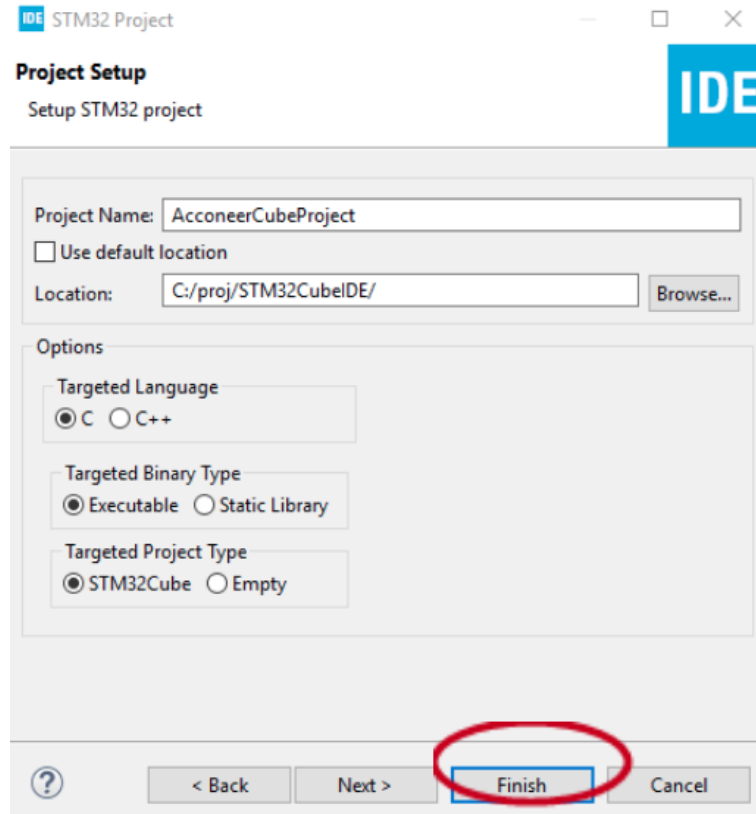 IDE STM32 Project
Project Setup
Setup STM32 project
IDE
Project Name: AcconeerCubeProject
Use default location
Location: C:/proj/STM32CubeIDE/ Browse...
Options
Targeted Language
C C++
Targeted Binary Type
Executable Static Library
Targeted Project Type
STM32Cube Empty
? < Back Next > Finish Cancel